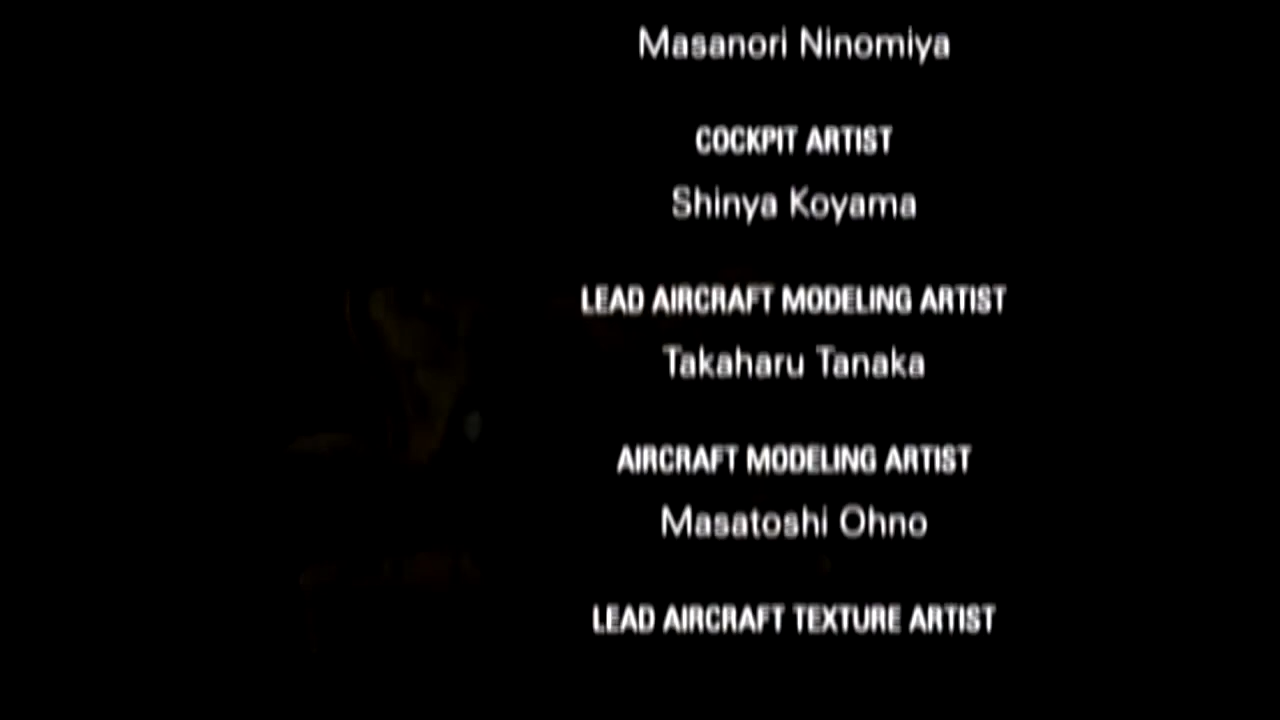 Masanori Ninomiya
COCKPIT ARTIST
Shinya Koyama
LEAD AIRCRAFT MODELING ARTIST
Takaharu Tanaka
AIRCRAFT MODELING ARTIST
Masatoshi Ohno
LEAD AIRCRAFT TEXTURE ARTIST